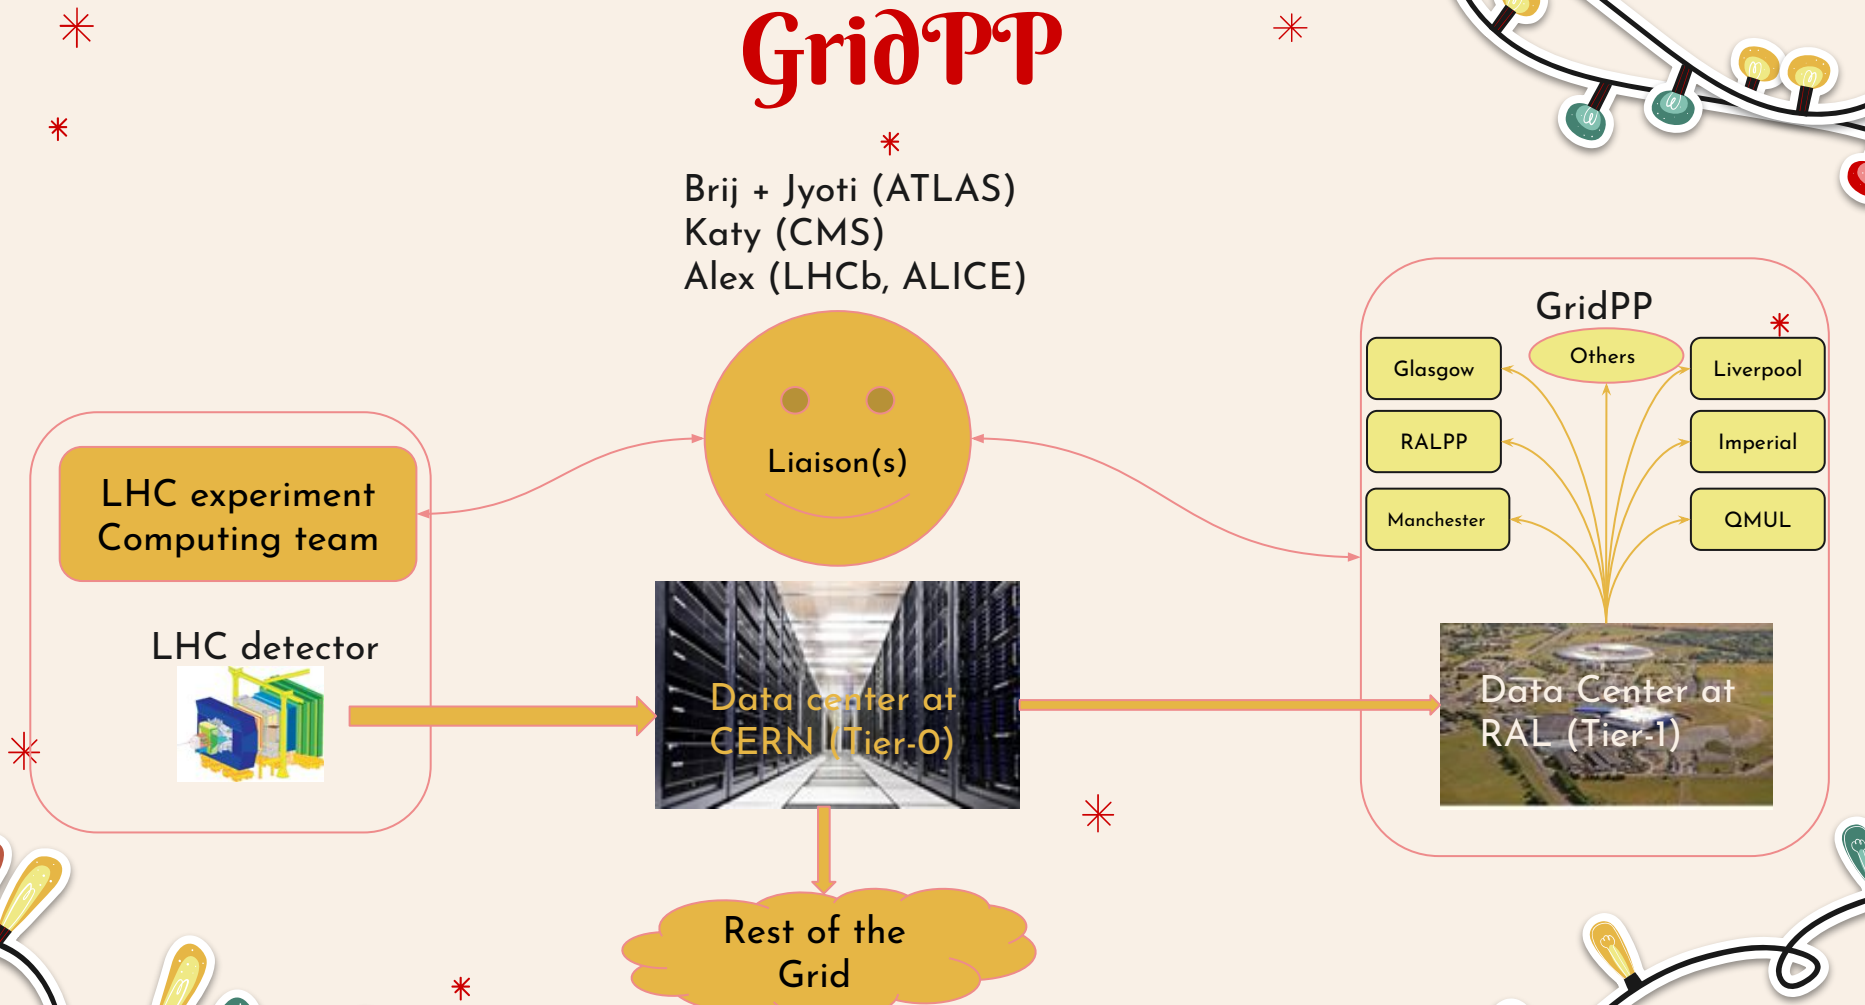 GridPP
Brij + Jyoti (ATLAS)
Katy (CMS)
Alex (LHCb, ALICE)
Liaison(s)
LHC experiment
Computing team
LHC detector
Data center at
CERN (Tier-0)
Rest of the
Grid
GridPP
Others
Glasgow
Liverpool
RALPP
Imperial
Manchester
QMUL
Data Center at
RAL (Tier-1)